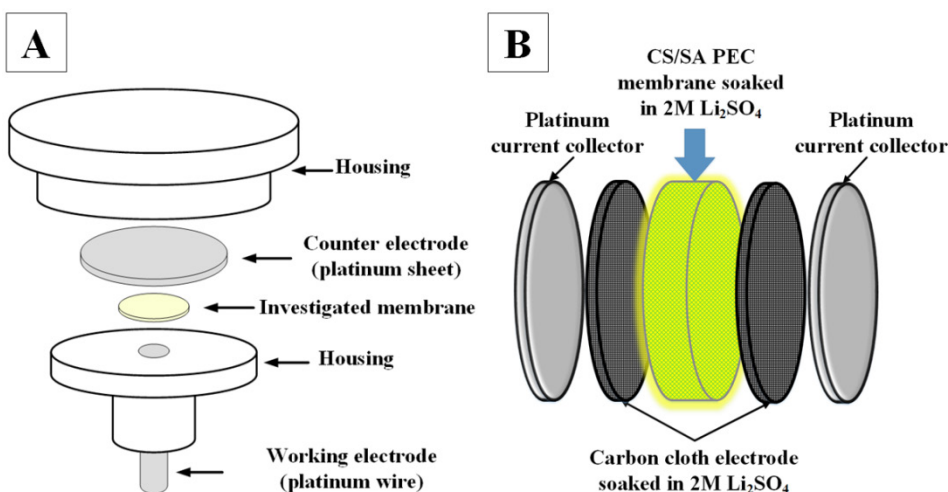 A
Housing
Counter electrode
(platinum sheet)
Investigated membrane
Housing
Working electrode
(platinum wire)
B
CS/SA PEC
membrane soaked
in 2M Li₂SO₄
Platinum
current collector
Platinum
current collector
Carbon cloth electrode
soaked in 2M Li₂SO₄